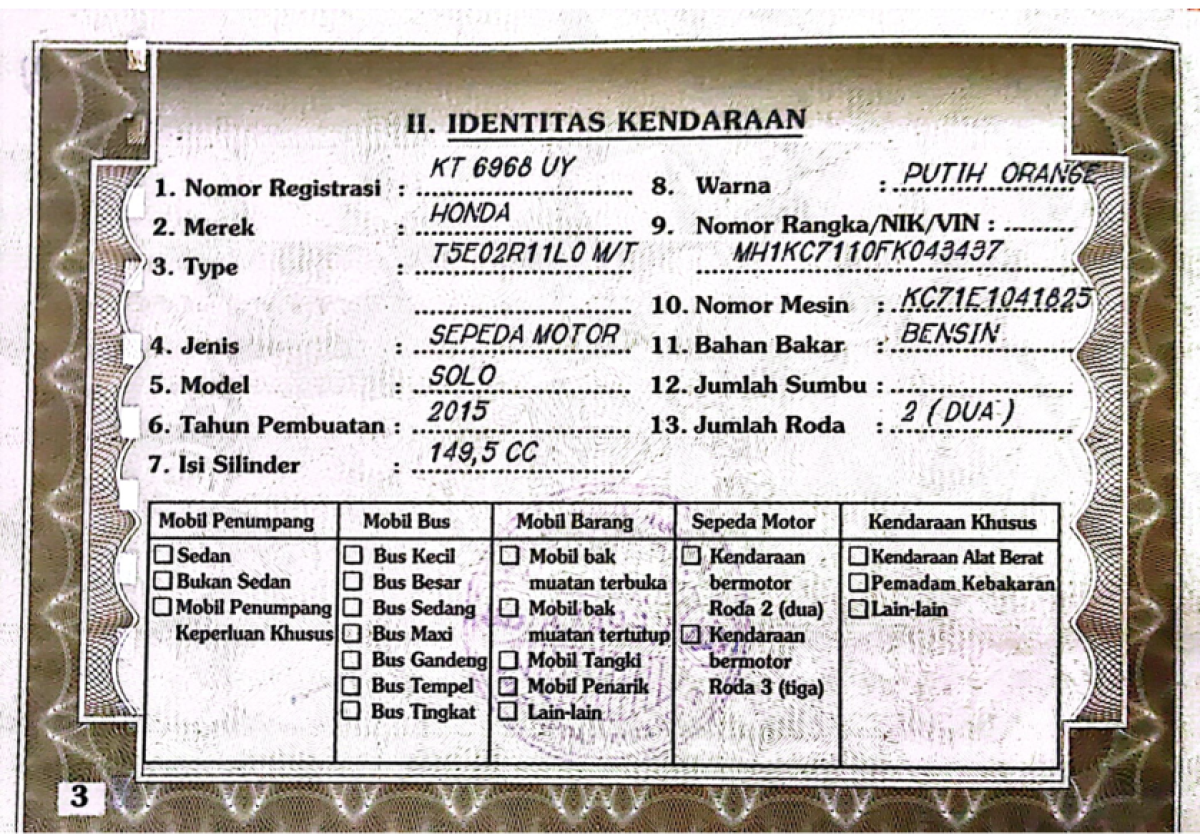 II. IDENTITAS KENDARAAN
1. Nomor Registrasi : KT 6968 UY
2. Merek : HONDA
3. Type : T5E02R11L0 M/T
4. Jenis : SEPEDA MOTOR
5. Model : SOLO
6. Tahun Pembuatan : 2015
7. Isi Silinder : 149,5 CC
8. Warna : PUTIH ORANGE
9. Nomor Rangka/NIK/VIN :
MH1KC7110FK043437
10. Nomor Mesin : KC71E1041825
11. Bahan Bakar : BENSIN
12. Jumlah Sumbu :
13. Jumlah Roda : 2 ( DUA )
Mobil Penumpang
Sedan
Bukan Sedan
Mobil Penumpang
Keperluan Khusus
Mobil Bus
Bus Kecil
Bus Besar
Bus Sedang
Bus Maxi
Bus Gandeng
Bus Tempel
Bus Tingkat
Mobil Barang
Mobil bak
muatan terbuka
Mobil bak
muatan tertutup
Mobil Tangki
Mobil Penarik
Lain-lain
Sepeda Motor
Kendaraan
bermotor
Roda 2 (dua)
Kendaraan
bermotor
Roda 3 (tiga)
Kendaraan Khusus
Kendaraan Alat Berat
Pemadam Kebakaran
Lain-lain
3